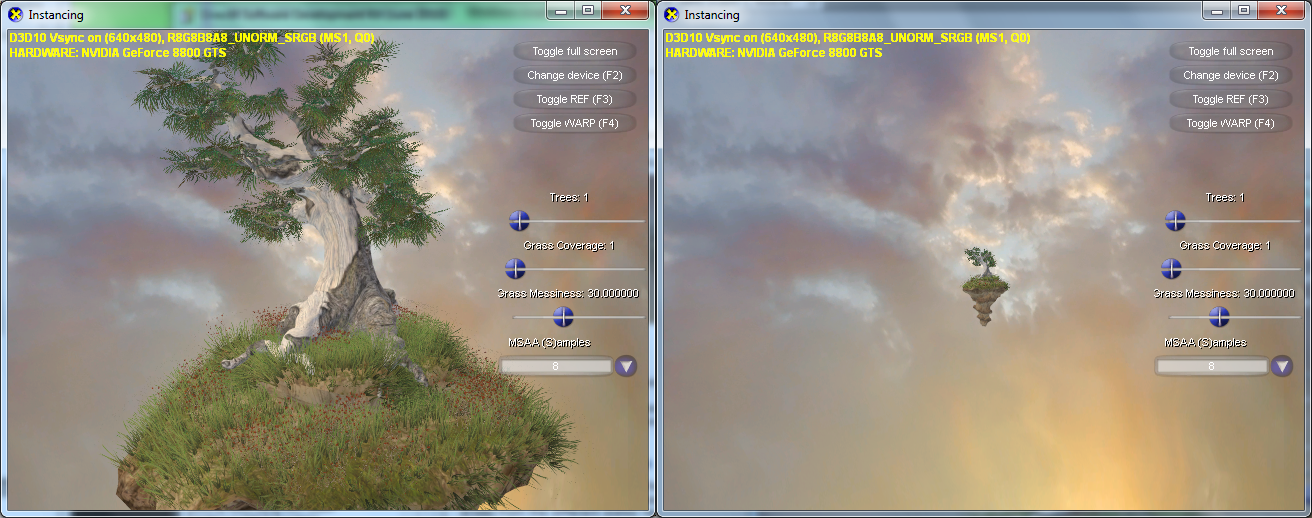 Instancing
D3D10 Vsync on (640x480), R8G8B8A8_UNORM_SRGB (MS1, Q0)
HARDWARE: NVIDIA GeForce 8800 GTS
Toggle full screen
Change device (F2)
Toggle REF (F3)
Toggle WARP (F4)
Trees: 1
Grass Coverage: 1
Grass Messiness: 30.000000
MSAA (S)amples
8
Instancing
D3D10 Vsync on (640x480), R8G8B8A8_UNORM_SRGB (MS1, Q0)
HARDWARE: NVIDIA GeForce 8800 GTS
Toggle full screen
Change device (F2)
Toggle REF (F3)
Toggle WARP (F4)
Trees: 1
Grass Coverage: 1
Grass Messiness: 30.000000
MSAA (S)amples
8